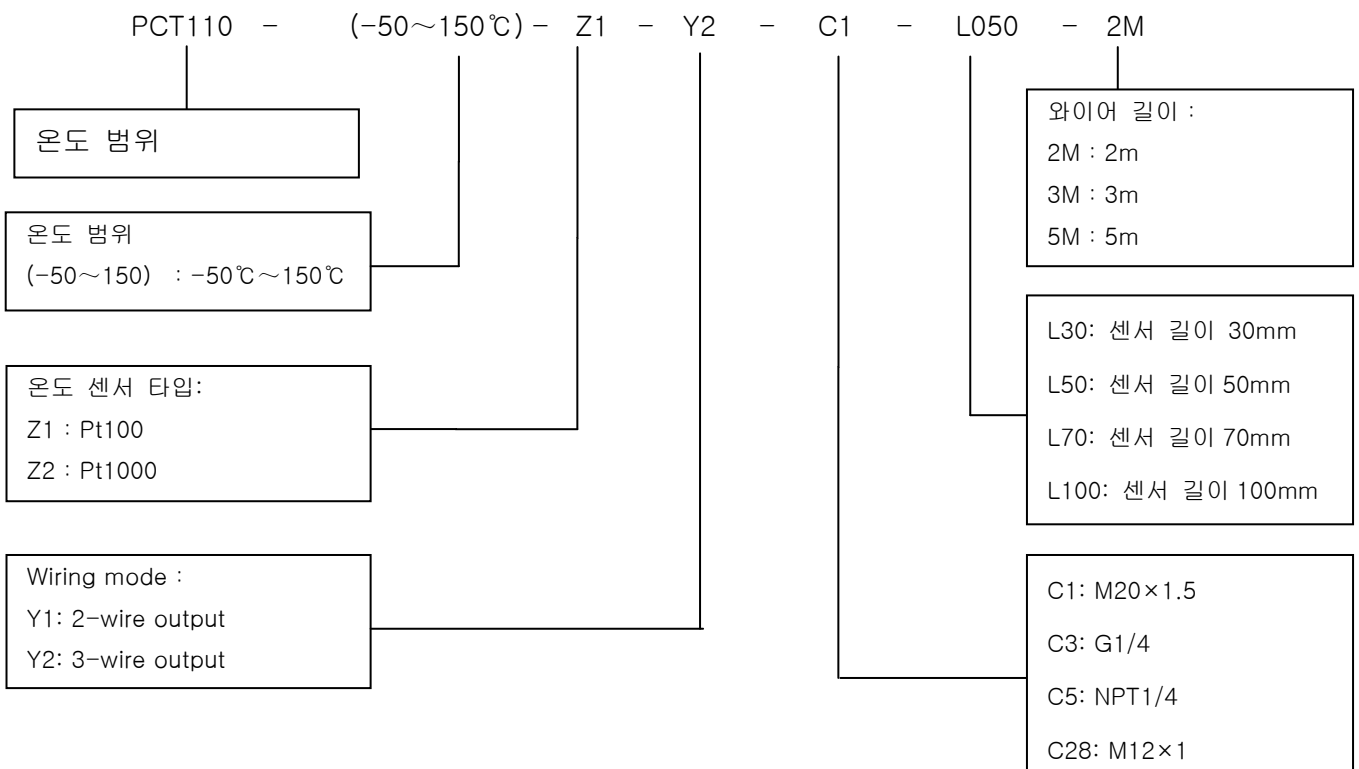 PCT110 - (-50～150℃) - Z1 - Y2 - C1 - L050 - 2M
온도 범위
온도 범위
(-50～150) : -50℃～150℃
온도 센서 타입:
Z1 : Pt100
Z2 : Pt1000
Wiring mode :
Y1: 2-wire output
Y2: 3-wire output
와이어 길이 :
2M : 2m
3M : 3m
5M : 5m
L30: 센서 길이 30mm
L50: 센서 길이 50mm
L70: 센서 길이 70mm
L100: 센서 길이 100mm
C1: M20×1.5
C3: G1/4
C5: NPT1/4
C28: M12×1